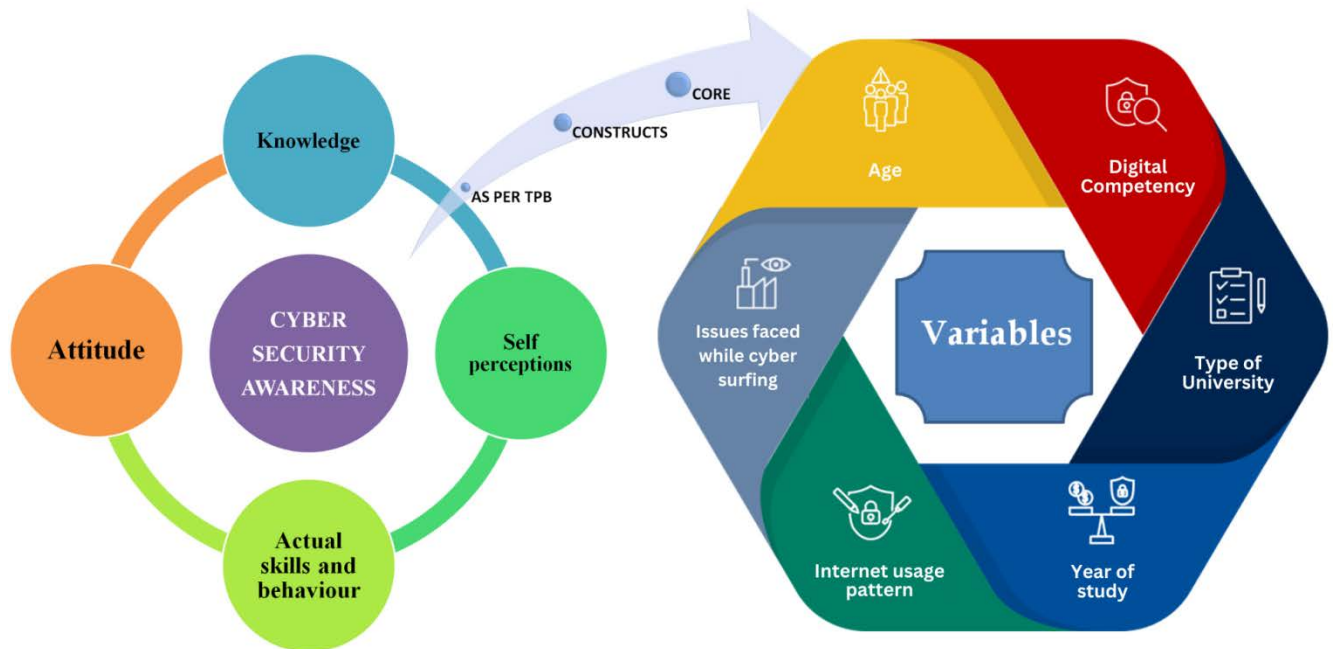 Knowledge
Attitude
CYBER
SECURITY
AWARENESS
Self
perceptions
Actual
skills and
behaviour
AS PER TPB
CONSTRUCTS
CORE
Age
Digital
Competency
Type of
University
Year of
study
Internet usage
pattern
Issues faced
while cyber
surfing
Variables